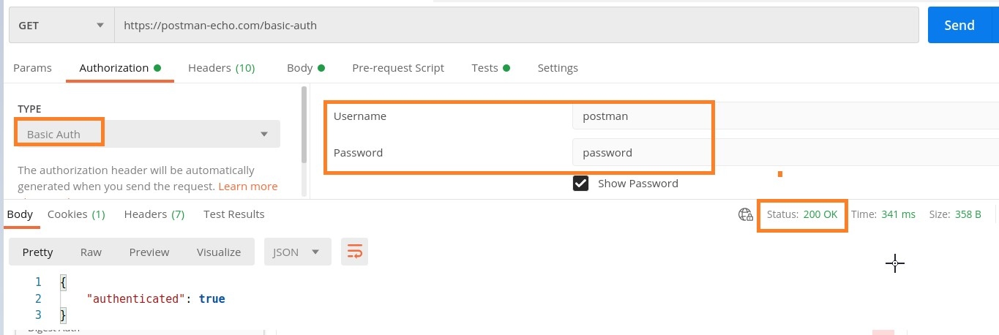 GET https://postman-echo.com/basic-auth Send
Params Authorization Headers (10) Body Pre-request Script Tests Settings
TYPE
Basic Auth
The authorization header will be automatically
generated when you send the request. Learn more
Username postman
Password password
Show Password
Body Cookies (1) Headers (7) Test Results Status: 200 OK Time: 341 ms Size: 358 B
Pretty Raw Preview Visualize JSON
1 {
2 "authenticated": true
3 }
Digest Auth